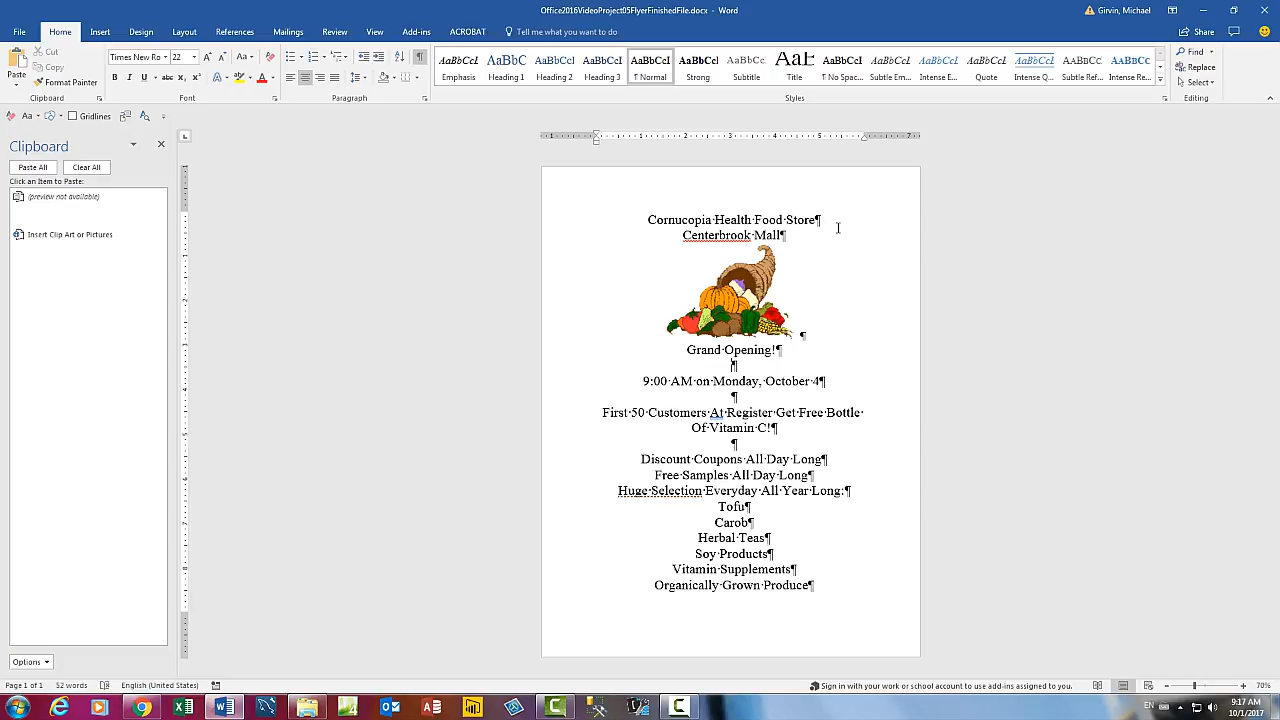 Office2016VideoProject05FlyerFinishedFile.docx - Word
Girvin, Michael
File Home Insert Design Layout References Mailings Review View Add-ins ACROBAT Tell me what you want to do
Share
Cut
Copy
Format Painter
Paste
Times New Ro 22
AaBbCcI AaBbC AaBbCcI AaBbCcI AaBbCcI AaBbCc AaBbCc AaB AaBbCcI AaBbCcI AaBbCcI AaBbCcI AaBbCcI AaBbCc AaBbCc
Emphasis Heading 1 Heading 2 Heading 3 ¶ Normal Strong Subtitle Title ¶ No Spac... Subtle Em... Intense E... Quote Intense Q... Subtle Ref... Intense Re...
Find
Replace
Select
Clipboard Font Paragraph Styles Editing
Gridlines
Clipboard
Paste All Clear All
Click an Item to Paste:
(preview not available)
Insert Clip Art or Pictures
Options
1 1 2 3 4 5 7
Cornucopia·Health·Food·Store¶
Centerbrook·Mall¶
¶
Grand·Opening!¶
¶
9:00·AM·on·Monday,·October·4¶
¶
First·50·Customers·At·Register·Get·Free·Bottle·
Of·Vitamin·C!¶
¶
Discount·Coupons·All·Day·Long¶
Free·Samples·All·Day·Long¶
Huge·Selection·Everyday·All·Year·Long:¶
Tofu¶
Carob¶
Herbal·Teas¶
Soy·Products¶
Vitamin·Supplements¶
Organically·Grown·Produce¶
Page 1 of 1 52 words English (United States)
Sign in with your work or school account to use add-ins assigned to you.
70%
EN
9:17 AM
10/1/2017